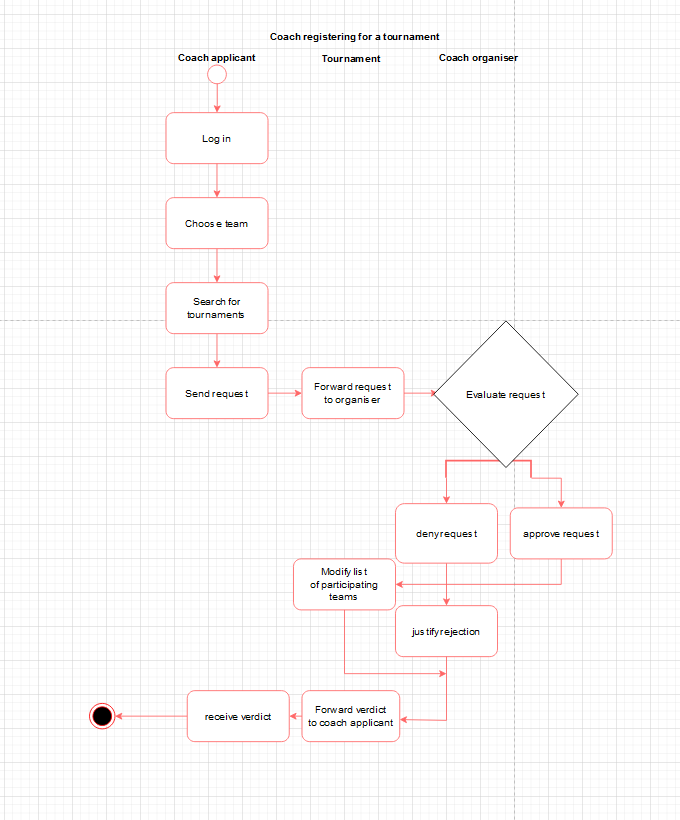 Coach registering for a tournament
Coach applicant
Tournament
Coach organiser
Log in
Choose team
Search for
tournaments
Send request
Forward request
to organiser
Evaluate request
deny request
approve request
Modify list
of participating
teams
justify rejection
receive verdict
Forward verdict
to coach applicant